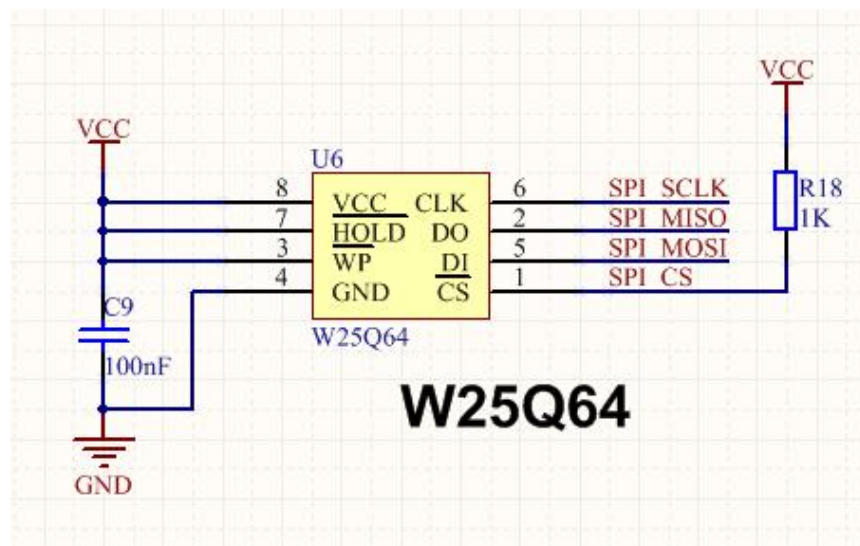 VCC
VCC
U6
8 VCC CLK 6 SPI SCLK
7 HOLD DO 2 SPI MISO
3 WP DI 5 SPI MOSI
4 GND CS 1 SPI CS
R18
1K
C9
100nF
W25Q64
W25Q64
GND